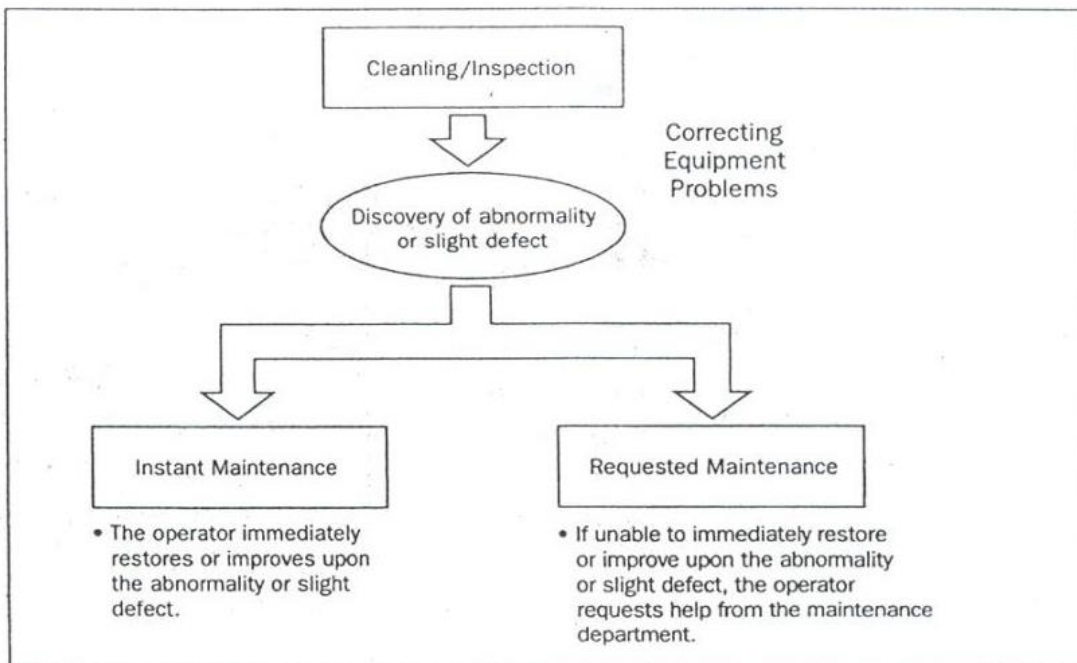 Cleanling/Inspection
Correcting
Equipment
Problems
Discovery of abnormality
or slight defect
Instant Maintenance
• The operator immediately
restores or improves upon
the abnormality or slight
defect.
Requested Maintenance
• If unable to immediately restore
or improve upon the abnormality
or slight defect, the operator
requests help from the maintenance
department.